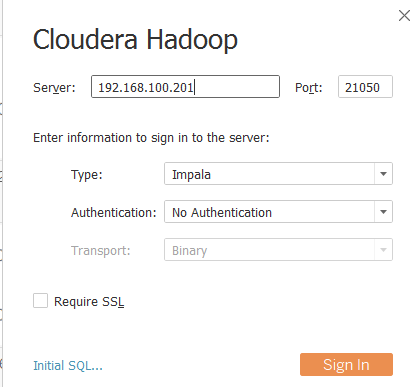 Cloudera Hadoop
Server: 192.168.100.201 Port: 21050
Enter information to sign in to the server:
Type: Impala
Authentication: No Authentication
Transport: Binary
Require SSL
Initial SQL... Sign In